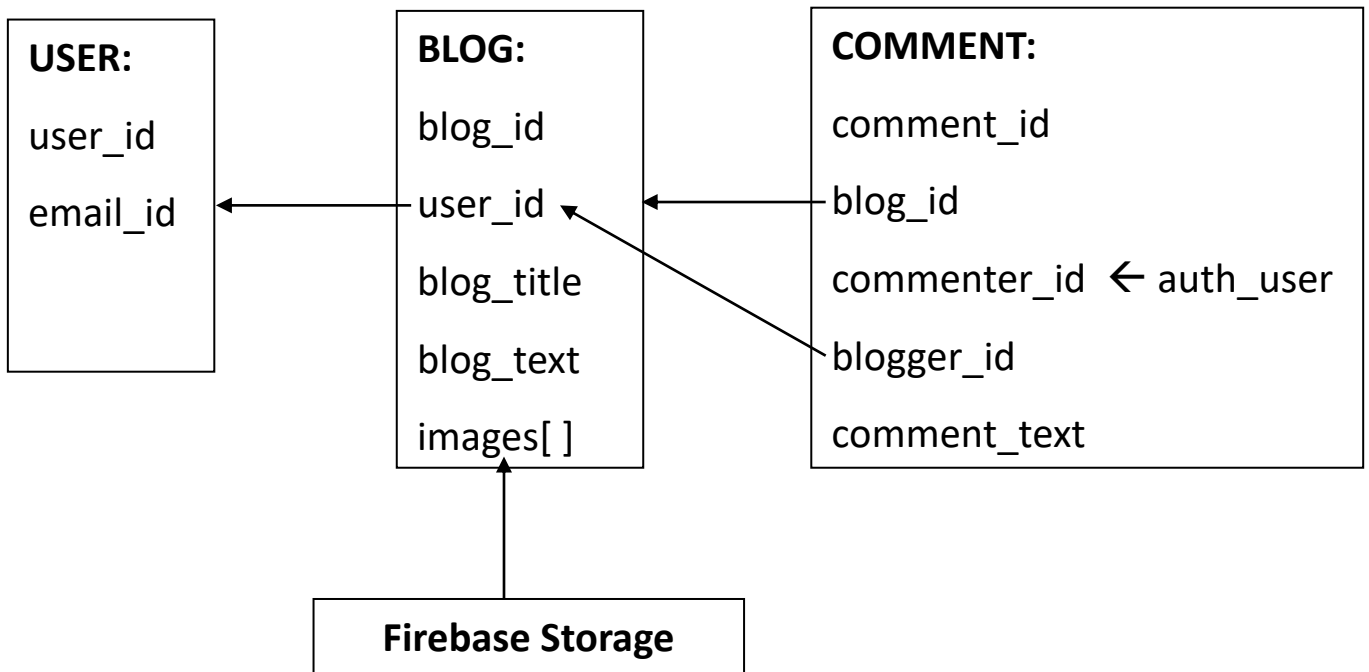 USER:
user_id
email_id
BLOG:
blog_id
user_id
blog_title
blog_text
images[ ]
COMMENT:
comment_id
blog_id
commenter_id ← auth_user
blogger_id
comment_text
Firebase Storage